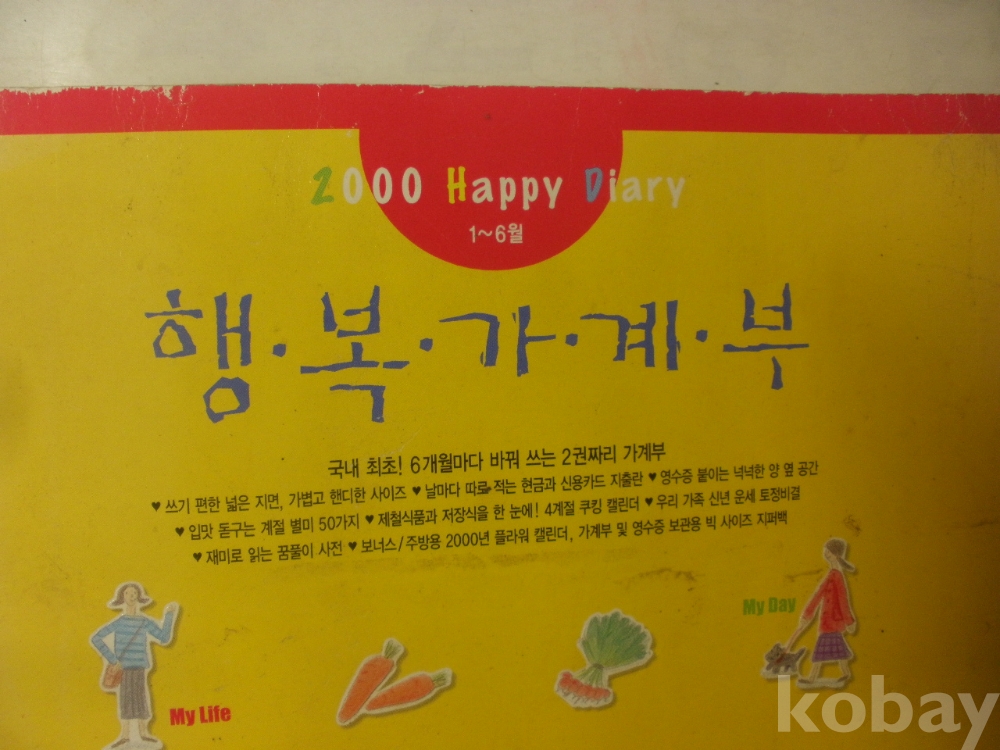 2000 Happy Diary
1~6월
행·복·가·계·부
국내 최초! 6개월마다 바꿔 쓰는 2권짜리 가계부
♥ 쓰기 편한 넓은 지면, 가볍고 핸디한 사이즈 ♥ 날마다 따로 적는 현금과 신용카드 지출란 ♥ 영수증 붙이는 넉넉한 양 옆 공간
♥ 입맛 돋구는 계절 별미 50가지 ♥ 제철식품과 저장식을 한 눈에! 4계절 쿠킹 캘린더 ♥ 우리 가족 신년 운세 토정비결
♥ 재미로 읽는 꿈풀이 사전 ♥ 보너스/주방용 2000년 플라워 캘린더, 가계부 및 영수증 보관용 빅 사이즈 지퍼백
My Day
My Life
kobay